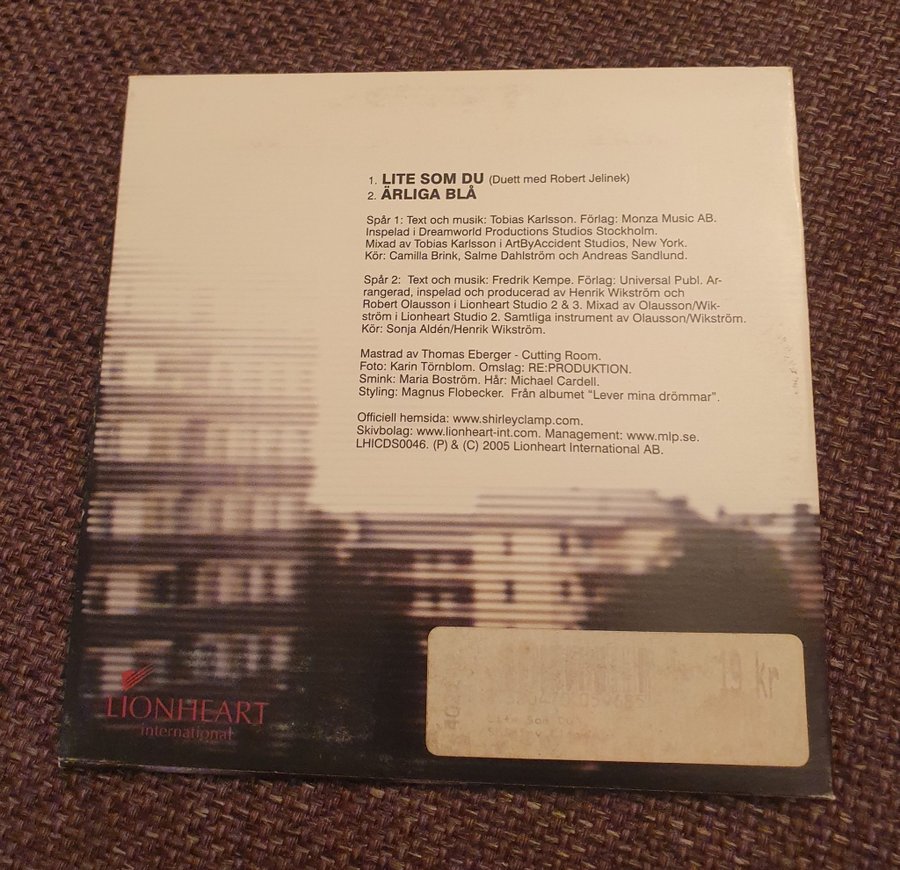 1. LITE SOM DU (Duett med Robert Jelinek)
2. ÄRLIGA BLÅ
Spår 1: Text och musik: Tobias Karlsson. Förlag: Monza Music AB.
Inspelad i Dreamworld Productions Studios Stockholm.
Mixad av Tobias Karlsson i ArtByAccident Studios, New York.
Kör: Camilla Brink, Salme Dahlström och Andreas Sandlund.
Spår 2: Text och musik: Fredrik Kempe. Förlag: Universal Publ. Ar-
rangerad, inspelad och producerad av Henrik Wikström och
Robert Olausson i Lionheart Studio 2 & 3. Mixad av Olausson/Wik-
ström i Lionheart Studio 2. Samtliga instrument av Olausson/Wikström.
Kör: Sonja Aldén/Henrik Wikström.
Mastrad av Thomas Eberger - Cutting Room.
Foto: Karin Törnblom. Omslag: RE:PRODUKTION.
Smink: Maria Boström. Hår: Michael Cardell.
Styling: Magnus Flobecker. Från albumet "Lever mina drömmar".
Officiell hemsida: www.shirleyclamp.com.
Skivbolag: www.lionheart-int.com. Management: www.mlp.se.
LHICDS0046. (P) & (C) 2005 Lionheart International AB.
LIONHEART
international
19 kr
Lite Som Du